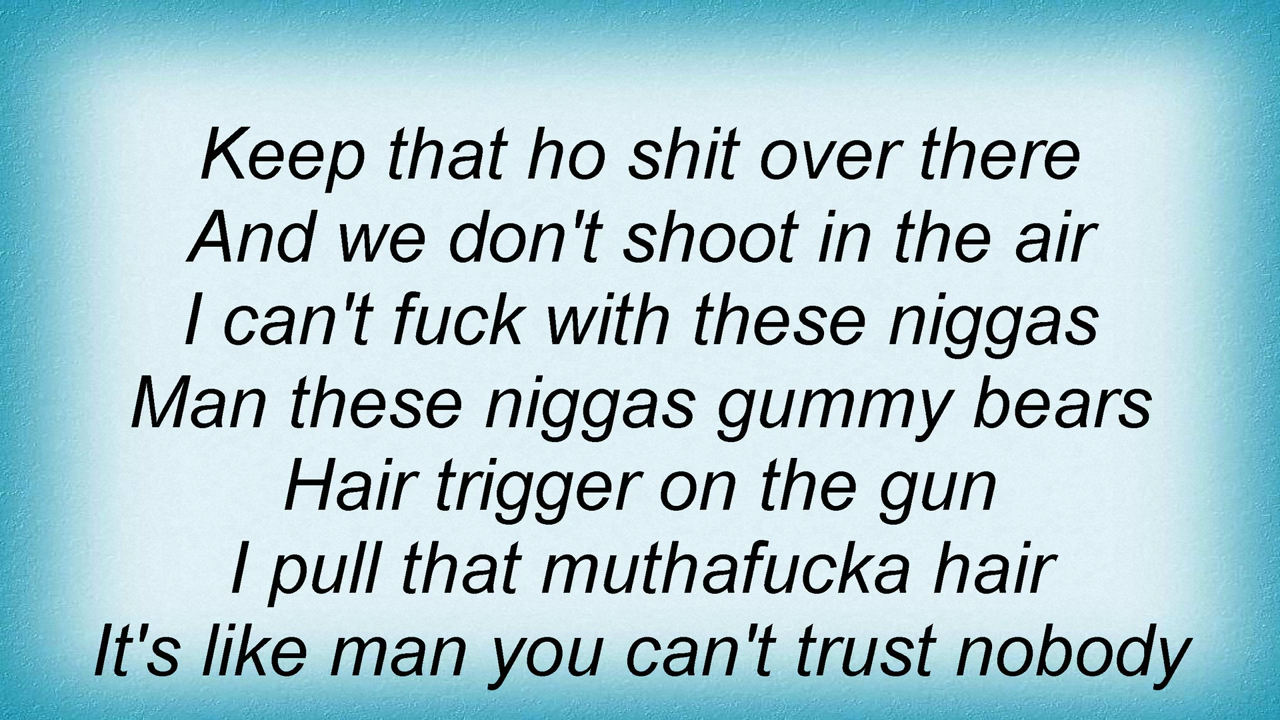 Keep that ho shit over there
And we don't shoot in the air
I can't fuck with these niggas
Man these niggas gummy bears
Hair trigger on the gun
I pull that muthafucka hair
It's like man you can't trust nobody